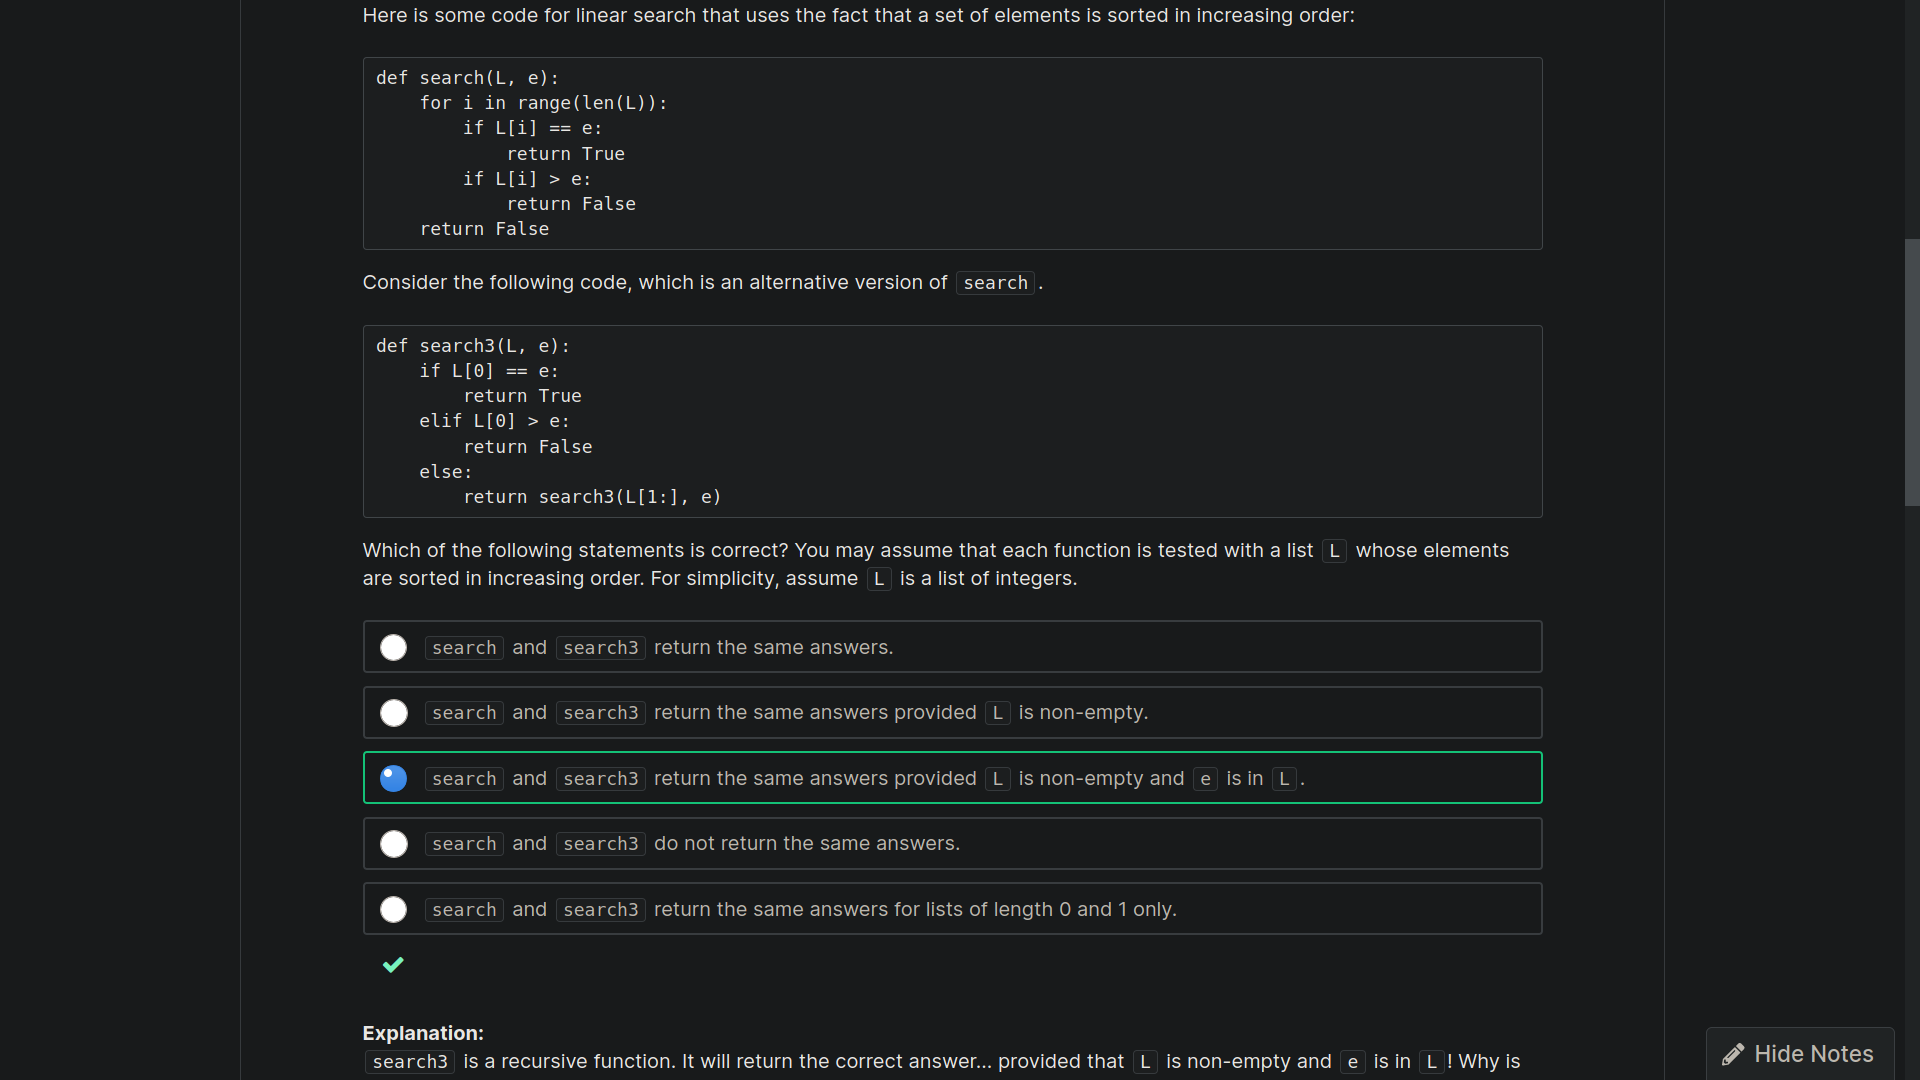 Here is some code for linear search that uses the fact that a set of elements is sorted in increasing order:
def search(L, e):
    for i in range(len(L)):
        if L[i] == e:
            return True
        if L[i] > e:
            return False
    return False
Consider the following code, which is an alternative version of search.
def search3(L, e):
    if L[0] == e:
        return True
    elif L[0] > e:
        return False
    else:
        return search3(L[1:], e)
Which of the following statements is correct? You may assume that each function is tested with a list L whose elements
are sorted in increasing order. For simplicity, assume L is a list of integers.
search and search3 return the same answers.
search and search3 return the same answers provided L is non-empty.
search and search3 return the same answers provided L is non-empty and e is in L.
search and search3 do not return the same answers.
search and search3 return the same answers for lists of length 0 and 1 only.
Explanation:
search3 is a recursive function. It will return the correct answer... provided that L is non-empty and e is in L! Why is
Hide Notes